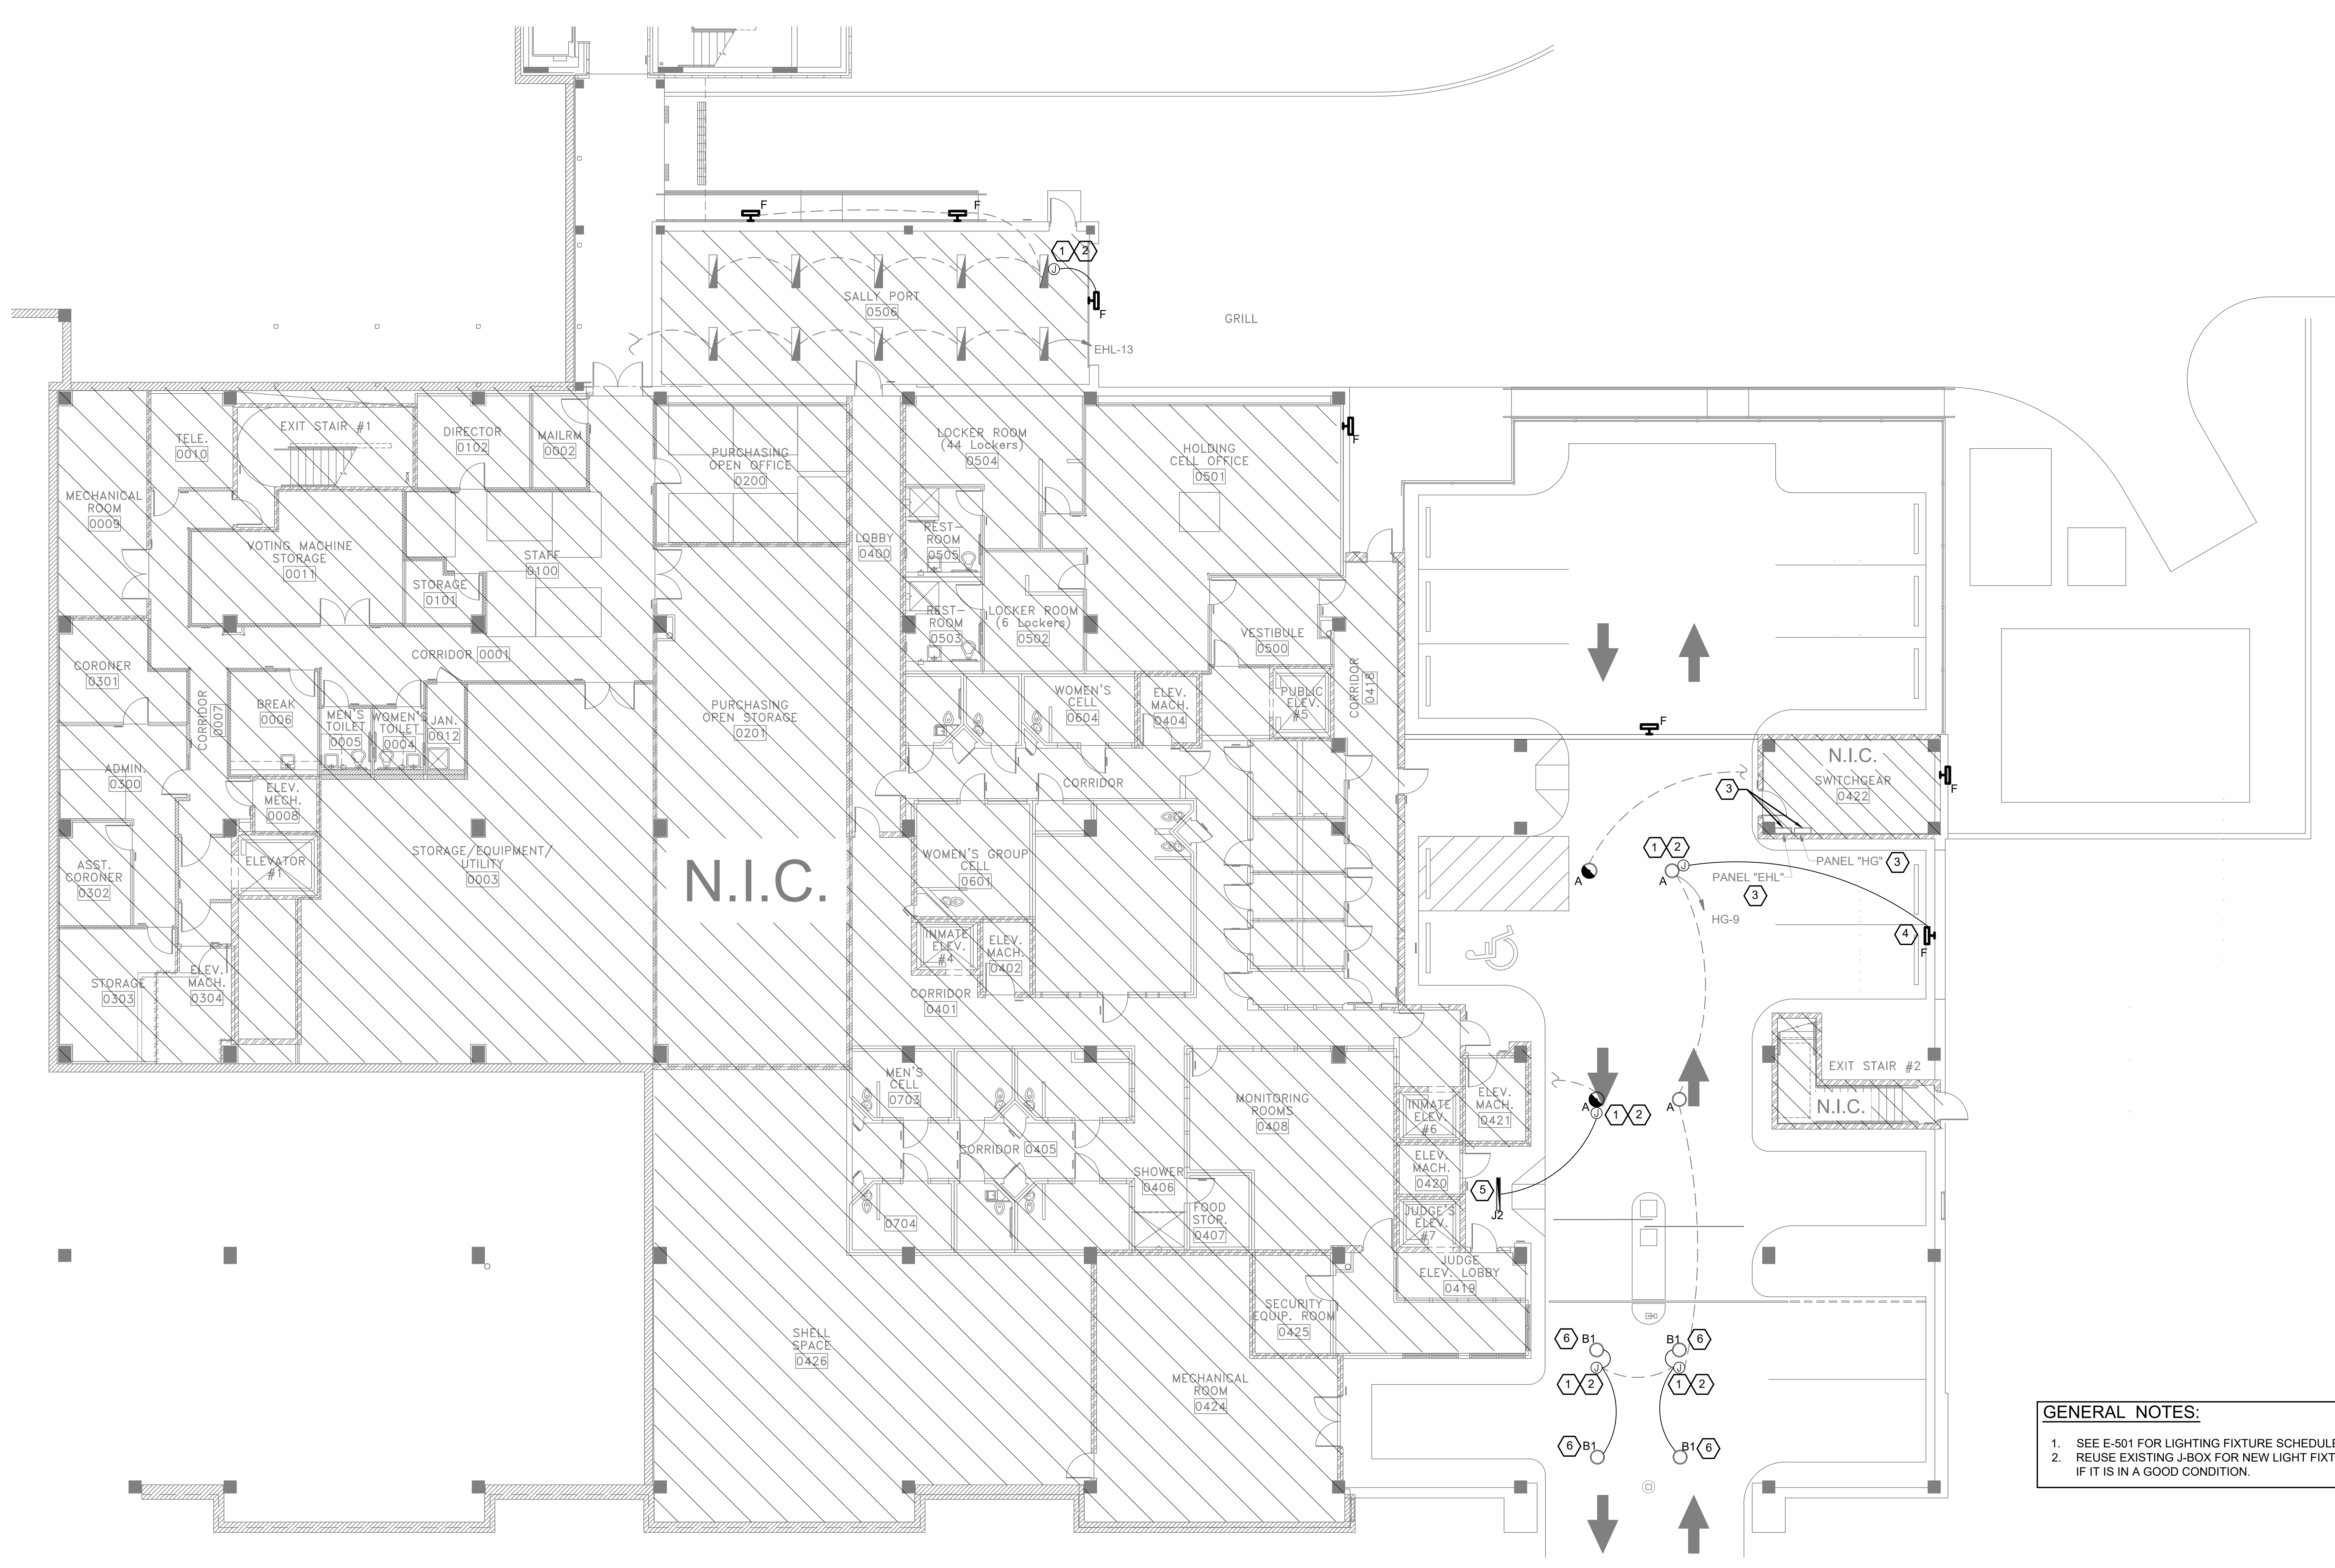 F
F
1
2
J
SALLY PORT
0506
F
GRILL
EHL-13
EXIT STAIR #1
TELE.
0010
DIRECTOR
0102
MAILRM
0002
PURCHASING
OPEN OFFICE
0200
LOCKER ROOM
(44 Lockers)
0504
HOLDING
CELL OFFICE
0501
F
MECHANICAL
ROOM
0009
VOTING MACHINE
STORAGE
0011
STAFF
0100
STORAGE
0101
LOBBY
0400
REST-
ROOM
0505
REST-
ROOM
0503
LOCKER ROOM
(6 Lockers)
0502
VESTIBULE
0500
CORRIDOR 0001
CORONER
0301
CORRIDOR
0007
BREAK
0006
MEN'S
TOILET
0005
WOMEN'S
TOILET
0004
JAN.
0012
PURCHASING
OPEN STORAGE
0201
WOMEN'S
CELL
0604
ELEV.
MACH.
0404
PUBLIC
ELEV.
#5
CORRIDOR
0418
F
N.I.C.
SWITCHGEAR
0422
F
3
ADMIN.
0300
ELEV.
MECH.
0008
CORRIDOR
ASST.
CORONER
0302
ELEVATOR
#1
STORAGE/EQUIPMENT/
UTILITY
0003
N.I.C.
WOMEN'S GROUP
CELL
0601
1
2
J
A
A
PANEL "HG"
3
PANEL "EHL"
3
HG-9
4
F
INMATE
ELEV.
#4
ELEV.
MACH.
0402
STORAGE
0303
ELEV.
MACH.
0304
CORRIDOR
0401
MEN'S
CELL
0703
MONITORING
ROOMS
0408
INMATE
ELEV.
#6
ELEV.
MACH.
0421
A
J
1
2
A
EXIT STAIR #2
N.I.C.
CORRIDOR 0405
SHOWER
0406
ELEV.
MACH.
0420
5
J2
0704
FOOD
STOR.
0407
JUDGE'S
ELEV.
#7
JUDGE
ELEV. LOBBY
0419
SECURITY
EQUIP. ROOM
0425
SHELL
SPACE
0426
MECHANICAL
ROOM
0424
6
B1
B1
6
J
J
1
2
1
2
6
B1
B1
6
GENERAL NOTES:
1. SEE E-501 FOR LIGHTING FIXTURE SCHEDULE
2. REUSE EXISTING J-BOX FOR NEW LIGHT FIXT
IF IT IS IN A GOOD CONDITION.